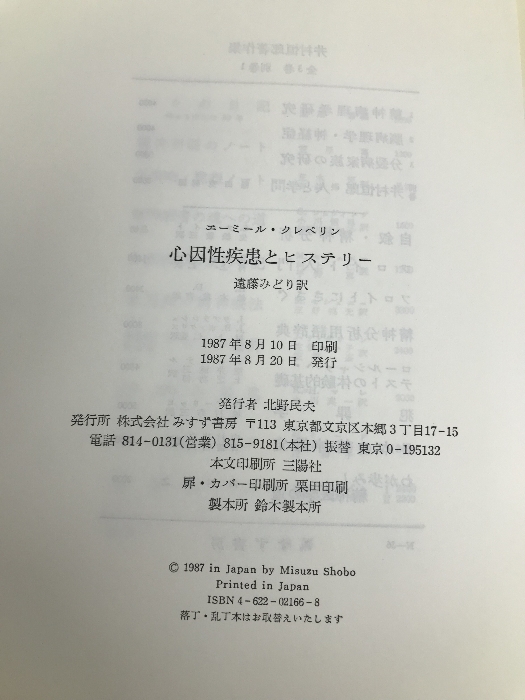 エーミール・クレペリン
心因性疾患とヒステリー
遠藤みどり訳
1987年8月10日 印刷
1987年8月20日 発行
発行者 北野民夫
発行所 株式会社 みすず書房 〒113 東京都文京区本郷3丁目17-15
電話 814-0131(営業) 815-9181(本社) 振替 東京0-195132
本文印刷所 三陽社
扉・カバー印刷所 栗田印刷
製本所 鈴木製本所
© 1987 in Japan by Misuzu Shobo
Printed in Japan
ISBN 4-622-02166-8
落丁・乱丁本はお取替えいたします